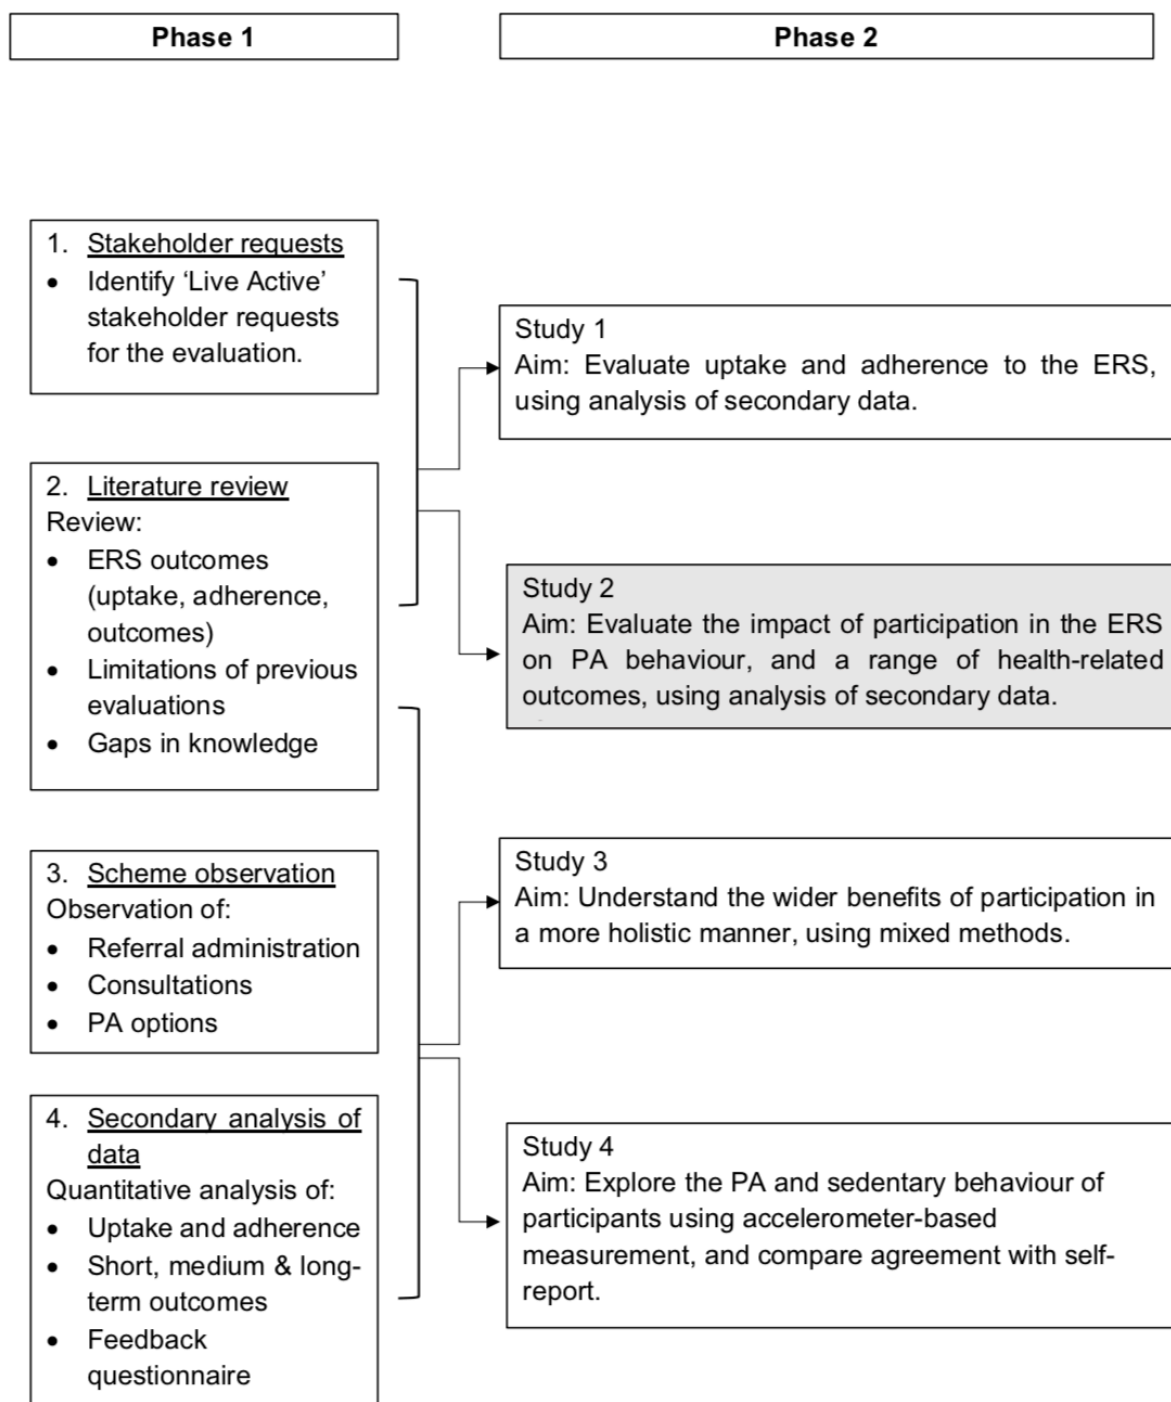 Phase 1
Phase 2
1. Stakeholder requests
• Identify ‘Live Active’
stakeholder requests
for the evaluation.
2. Literature review
Review:
• ERS outcomes
(uptake, adherence,
outcomes)
• Limitations of previous
evaluations
• Gaps in knowledge
3. Scheme observation
Observation of:
• Referral administration
• Consultations
• PA options
4. Secondary analysis of
data
Quantitative analysis of:
• Uptake and adherence
• Short, medium & long-
term outcomes
• Feedback
questionnaire
Study 1
Aim: Evaluate uptake and adherence to the ERS,
using analysis of secondary data.
Study 2
Aim: Evaluate the impact of participation in the ERS
on PA behaviour, and a range of health-related
outcomes, using analysis of secondary data.
Study 3
Aim: Understand the wider benefits of participation in
a more holistic manner, using mixed methods.
Study 4
Aim: Explore the PA and sedentary behaviour of
participants using accelerometer-based
measurement, and compare agreement with self-
report.